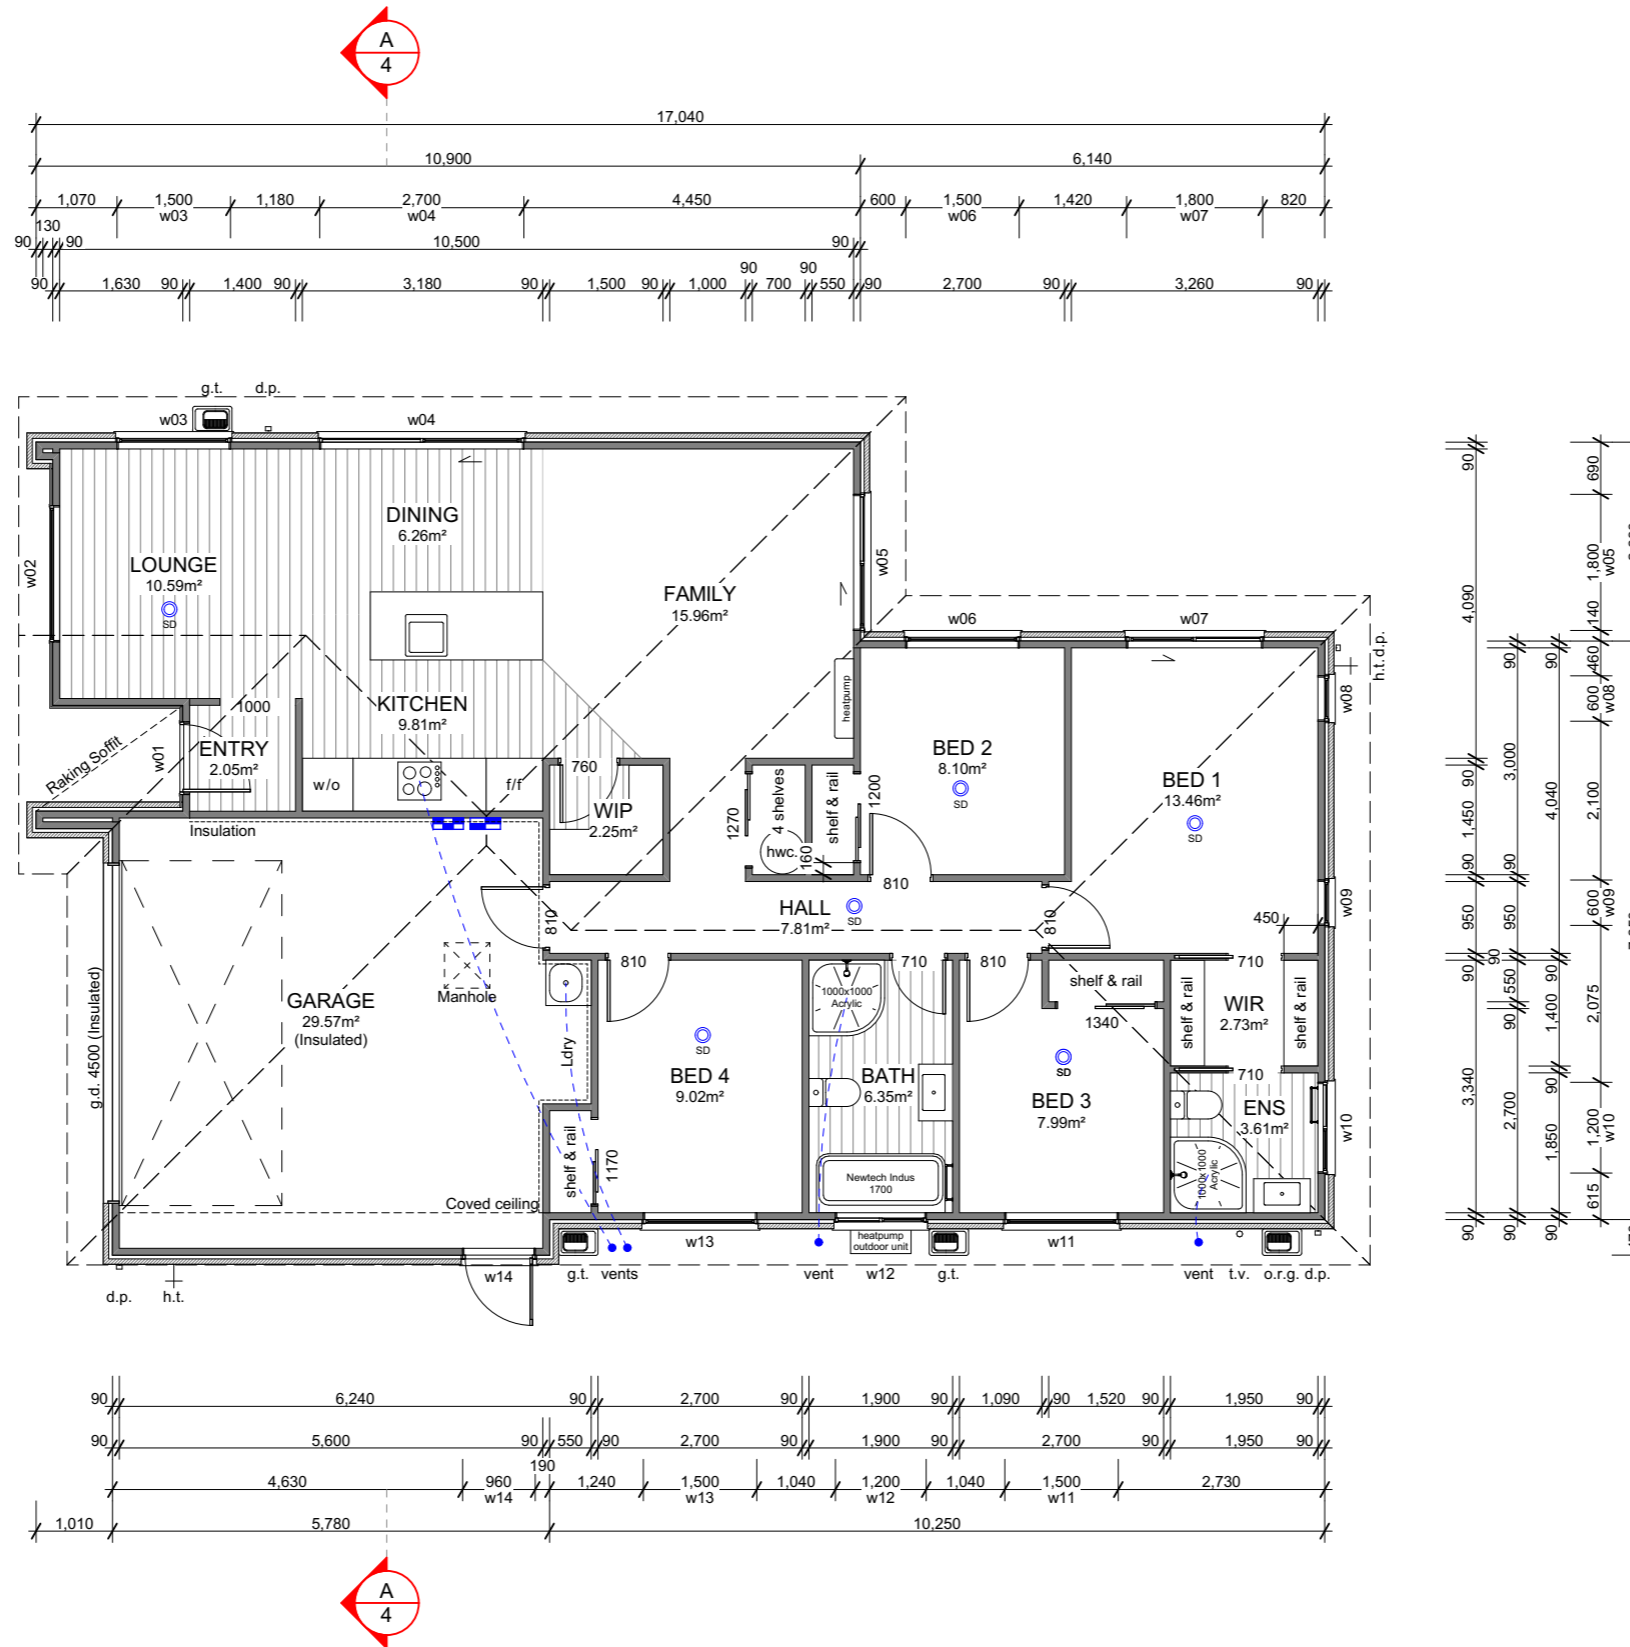 A
4
17,040
10,900 6,140
1,070 1,500 1,180 2,700 4,450 600 1,500 1,420 1,800 820
w03 w04 w06 w07
130
90 90 10,500 90
90 90
90 1,630 90 1,400 90 3,180 90 1,500 90 1,000 700 550 90 2,700 90 3,260 90
g.t. d.p.
w03 w04
w02
DINING
6.26m²
LOUNGE
10.59m²
SD
FAMILY
15.96m²
w05
w06 w07
h.t. d.p.
w08
heatpump
1000
KITCHEN
9.81m²
ENTRY
2.05m²
Raking Soffit
w01
w/o
f/f
760
WIP
2.25m²
Insulation
1270
4 shelves
hwc.
shelf & rail
160
1200
BED 2
8.10m²
SD
BED 1
13.46m²
SD
810
HALL
7.81m²
SD
810
810
450
w09
g.d. 4500 (Insulated)
GARAGE
29.57m²
(Insulated)
Manhole
Ldry
810
710
810
710
1000x1000
Acrylic
shelf & rail
1340
shelf & rail
WIR
2.73m²
shelf & rail
SD
BED 4
9.02m²
BATH
6.35m²
SD
BED 3
7.99m²
710
ENS
3.61m²
w10
shelf & rail
1170
Newtech Indus
1700
1000x1000
Acrylic
Coved ceiling
w13
heatpump
outdoor unit
w11
w14
g.t. vents vent w12 g.t. vent t.v. o.r.g. d.p.
d.p. h.t.
90 4,090 90 1,450 90 950 90 3,340 90
90 3,000 90 950 90 550 90 2,700 90
90 4,040 90 1,400 90 1,850 90
690 1,800 w05 140 460 600 w08 2,100 600 w09 2,075 1,200 w10 615
90 6,240 90 2,700 90 1,900 90 1,090 90 1,520 90 1,950 90
90 5,600 90 550 90 2,700 90 1,900 90 2,700 90 1,950 90
190
4,630 960 1,240 1,500 1,040 1,200 1,040 1,500 2,730
w14 w13 w12 w11
1,010 5,780 10,250
A
4